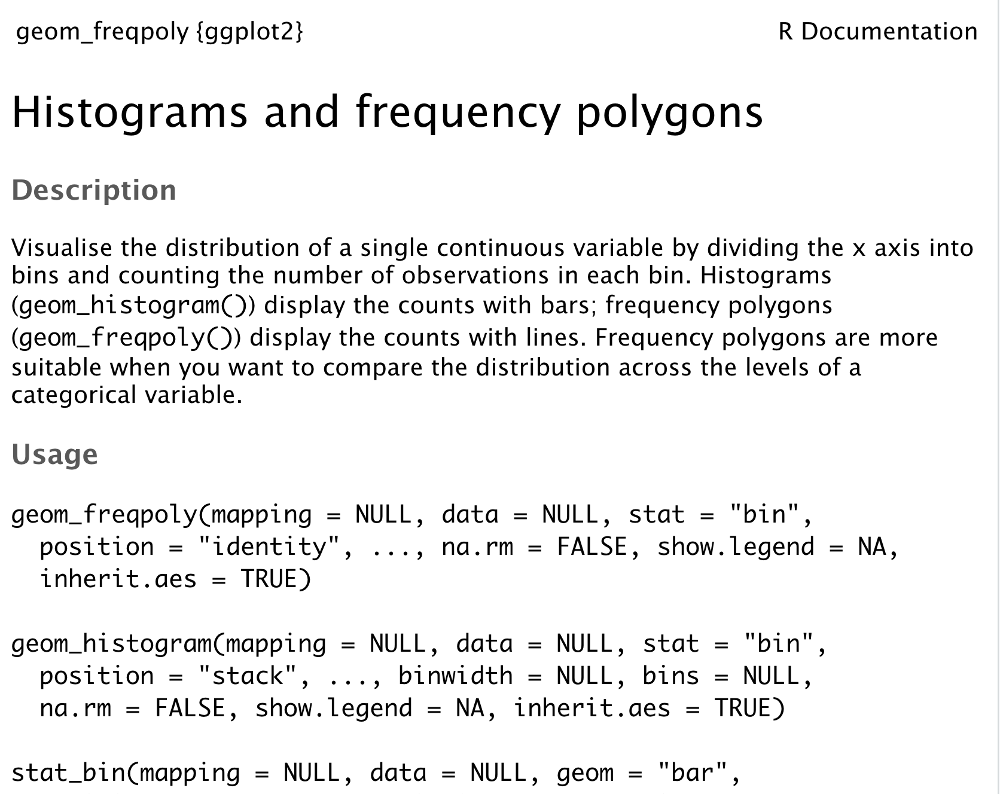 geom_freqpoly {ggplot2} R Documentation
Histograms and frequency polygons
Description
Visualise the distribution of a single continuous variable by dividing the x axis into
bins and counting the number of observations in each bin. Histograms
(geom_histogram()) display the counts with bars; frequency polygons
(geom_freqpoly()) display the counts with lines. Frequency polygons are more
suitable when you want to compare the distribution across the levels of a
categorical variable.
Usage
geom_freqpoly(mapping = NULL, data = NULL, stat = "bin",
  position = "identity", ..., na.rm = FALSE, show.legend = NA,
  inherit.aes = TRUE)
geom_histogram(mapping = NULL, data = NULL, stat = "bin",
  position = "stack", ..., binwidth = NULL, bins = NULL,
  na.rm = FALSE, show.legend = NA, inherit.aes = TRUE)
stat_bin(mapping = NULL, data = NULL, geom = "bar",